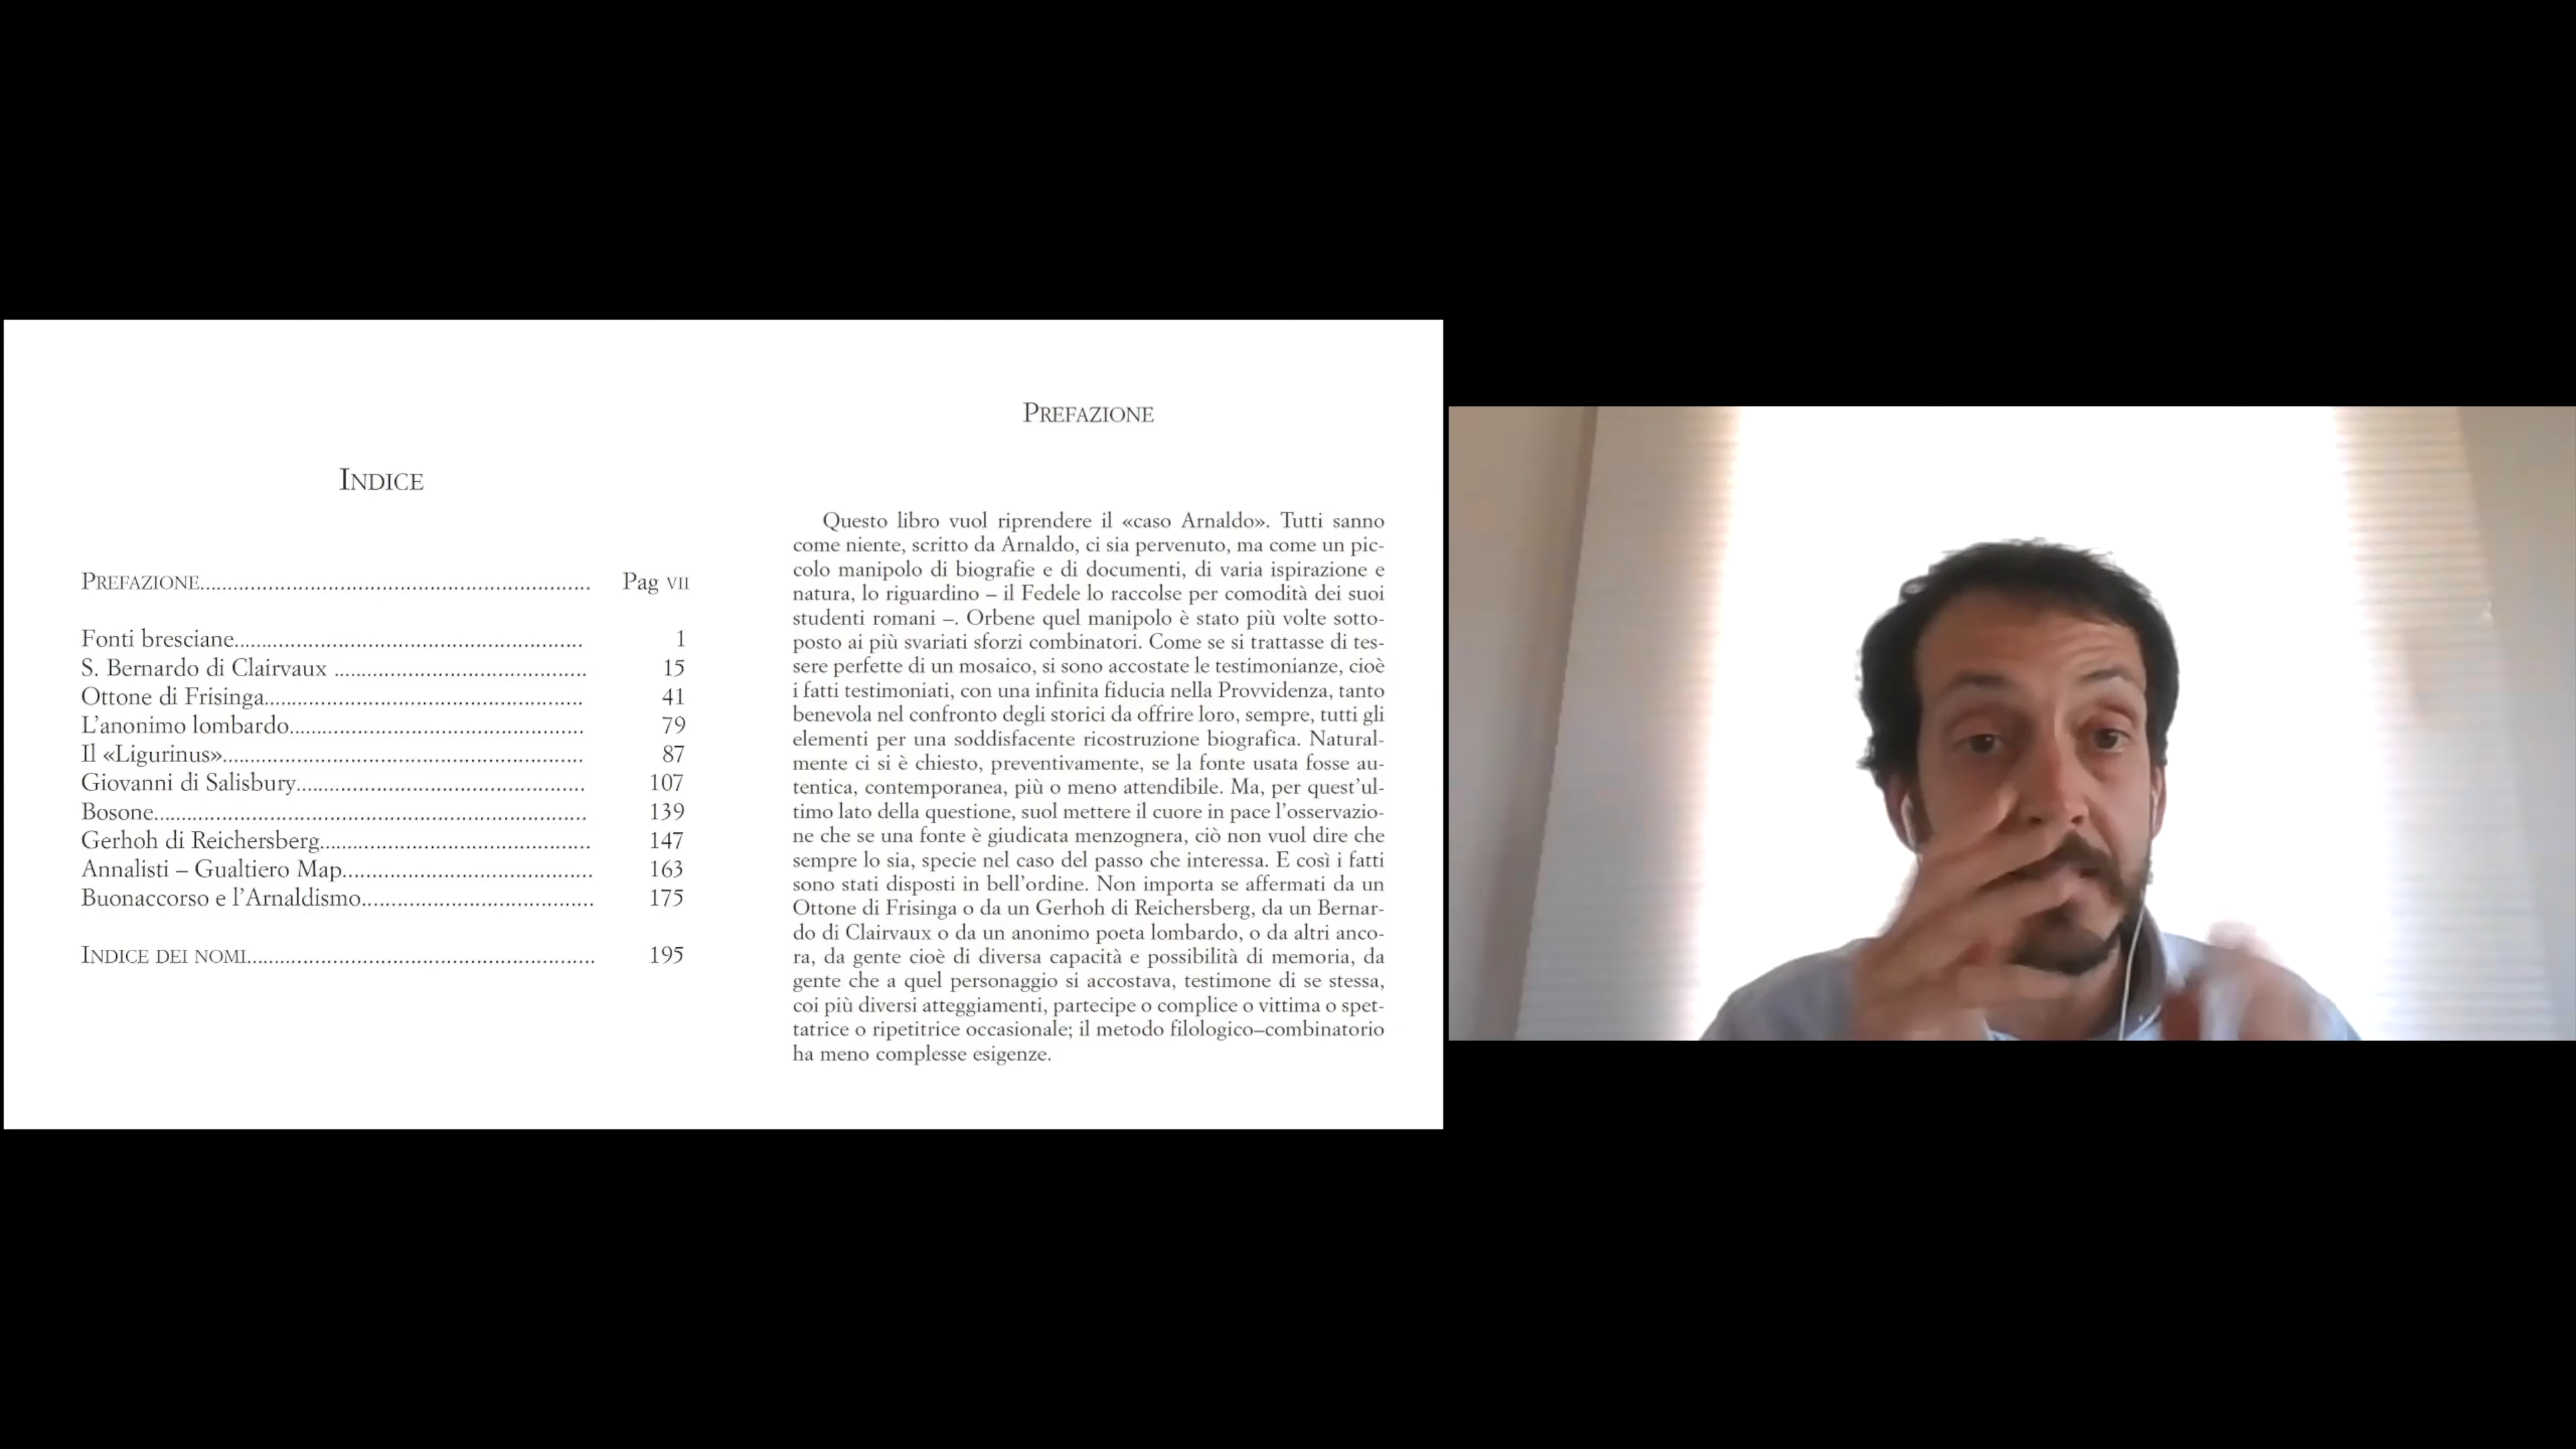 INDICE
PREFAZIONE............................................................... Pag VII
Fonti bresciane............................................................ 1
S. Bernardo di Clairvaux ........................................... 15
Ottone di Frisinga...................................................... 41
L'anonimo lombardo.................................................. 79
Il «Ligurinus»............................................................. 87
Giovanni di Salisbury................................................. 107
Bosone......................................................................... 139
Gerhoh di Reichersberg.............................................. 147
Annalisti – Gualtiero Map........................................... 163
Buonaccorso e l'Arnaldismo........................................ 175
INDICE DEI NOMI........................................................... 195
PREFAZIONE
Questo libro vuol riprendere il «caso Arnaldo». Tutti sanno
come niente, scritto da Arnaldo, ci sia pervenuto, ma come un pic-
colo manipolo di biografie e di documenti, di varia ispirazione e
natura, lo riguardino – il Fedele lo raccolse per comodità dei suoi
studenti romani –. Orbene quel manipolo è stato più volte sotto-
posto ai più svariati sforzi combinatori. Come se si trattasse di tes-
sere perfette di un mosaico, si sono accostate le testimonianze, cioè
i fatti testimoniati, con una infinita fiducia nella Provvidenza, tanto
benevola nel confronto degli storici da offrire loro, sempre, tutti gli
elementi per una soddisfacente ricostruzione biografica. Natural-
mente ci si è chiesto, preventivamente, se la fonte usata fosse au-
tentica, contemporanea, più o meno attendibile. Ma, per quest'ul-
timo lato della questione, suol mettere il cuore in pace l'osservazio-
ne che se una fonte è giudicata menzognera, ciò non vuol dire che
sempre lo sia, specie nel caso del passo che interessa. E così i fatti
sono stati disposti in bell'ordine. Non importa se affermati da un
Ottone di Frisinga o da un Gerhoh di Reichersberg, da un Bernar-
do di Clairvaux o da un anonimo poeta lombardo, o da altri anco-
ra, da gente cioè di diversa capacità e possibilità di memoria, da
gente che a quel personaggio si accostava, testimone di se stessa,
coi più diversi atteggiamenti, partecipe o complice o vittima o spet-
tatrice o ripetitrice occasionale; il metodo filologico–combinatorio
ha meno complesse esigenze.